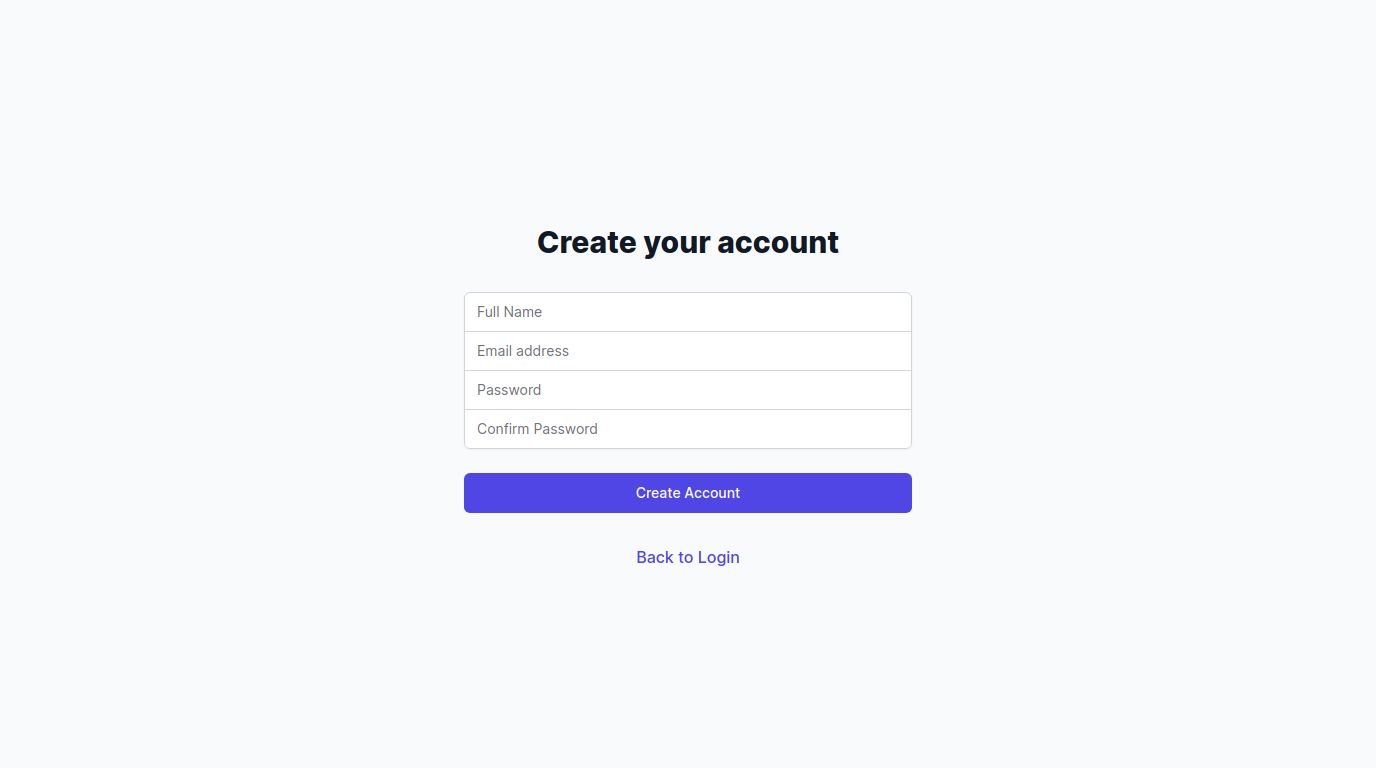 Create your account
Full Name
Email address
Password
Confirm Password
Create Account
Back to Login